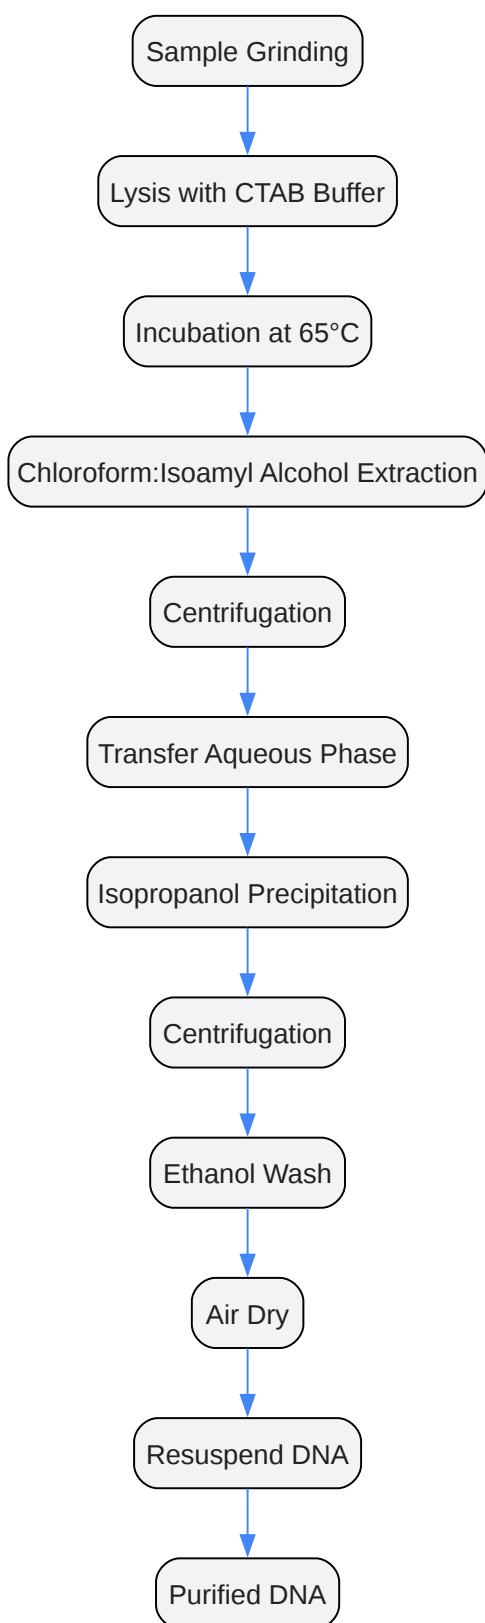 Sample Grinding
Lysis with CTAB Buffer
Incubation at 65°C
Chloroform:Isoamyl Alcohol Extraction
Centrifugation
Transfer Aqueous Phase
Isopropanol Precipitation
Centrifugation
Ethanol Wash
Air Dry
Resuspend DNA
Purified DNA